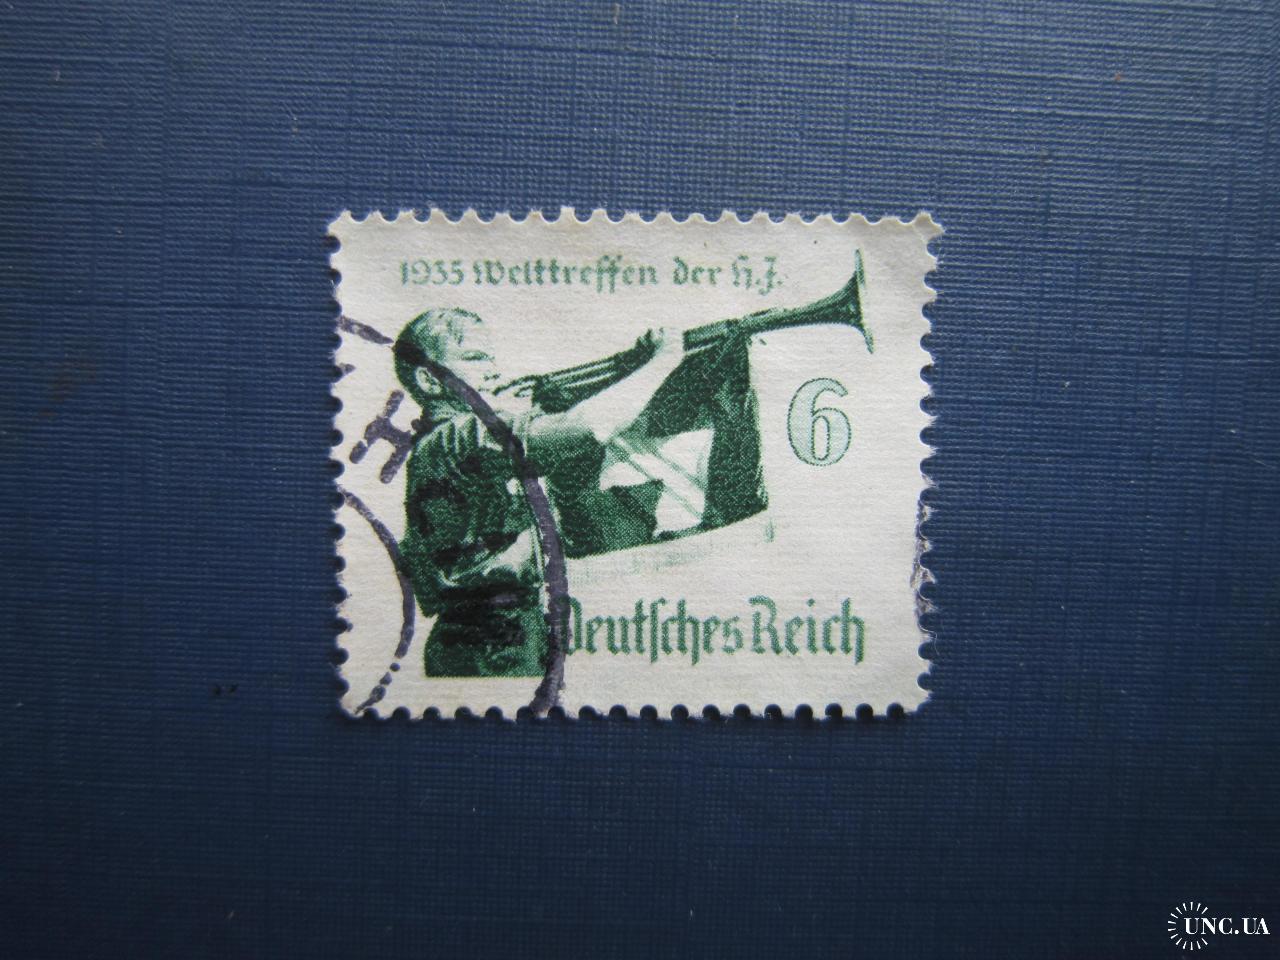 1935 Welttreffen der H.J.
6
Deutsches Reich
H
UNC.UA